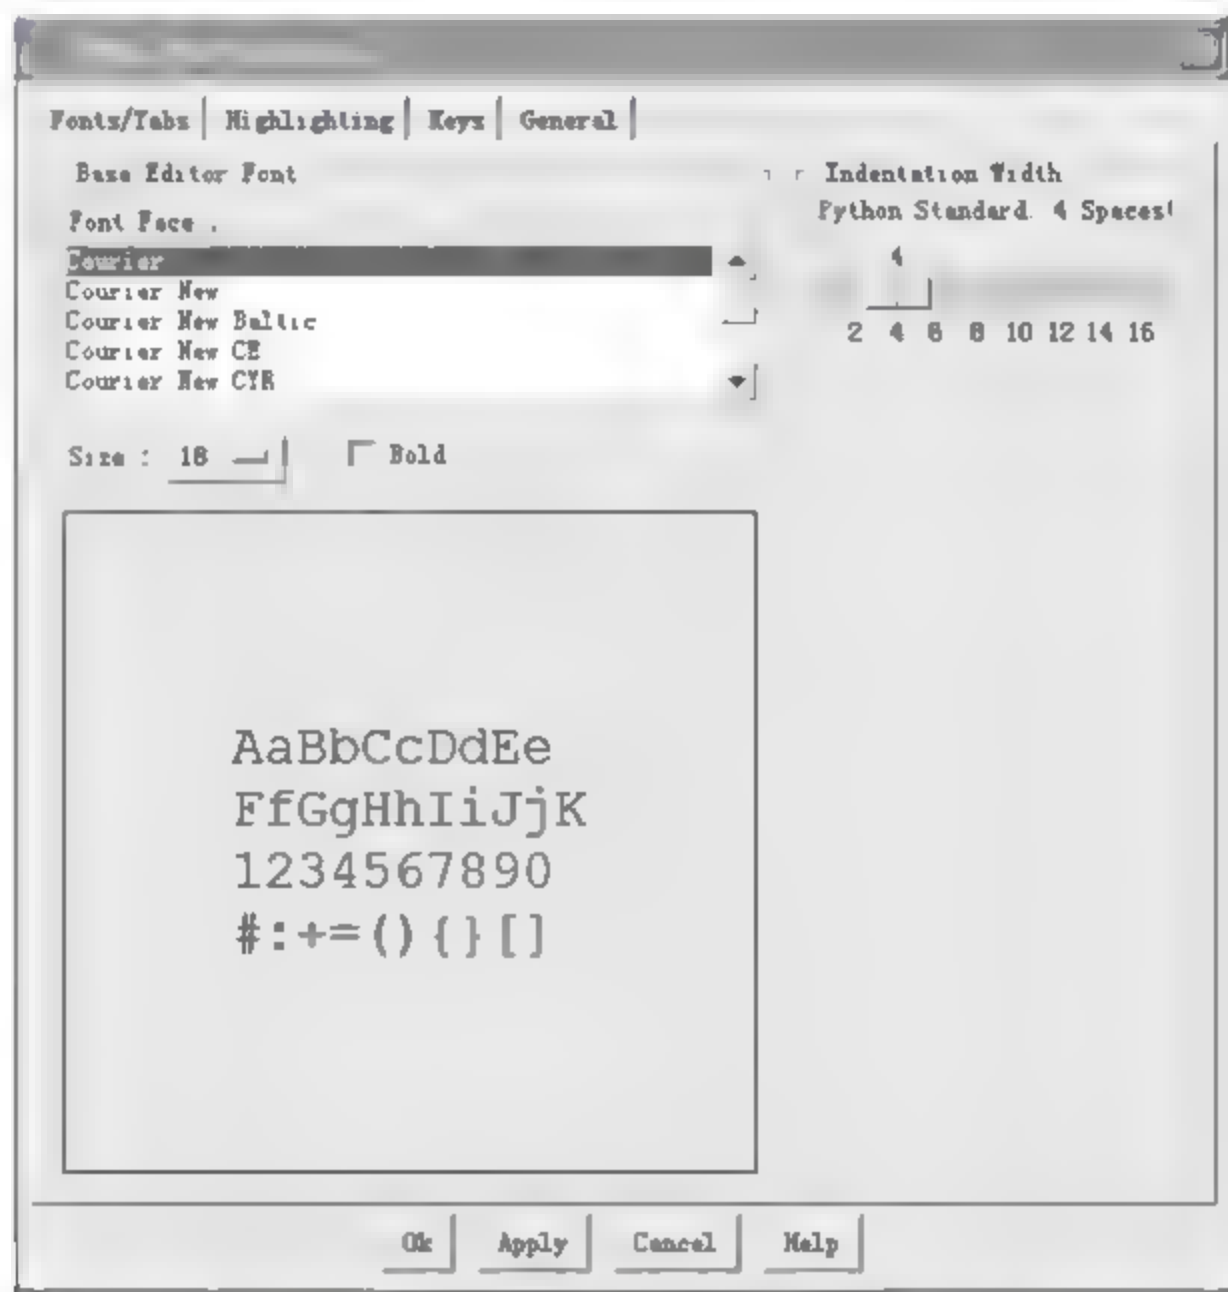 Fonts/Tabs Highlighting Keys General
Base Editor Font
Font Face :
Courier
Courier New
Courier New Baltic
Courier New CE
Courier New CYR
Size : 18 Bold
AaBbCcDdEe
FfGgHhIiJjK
1234567890
#:+=(){}[]
Indentation Width
Python Standard: 4 Spaces!
4
2 4 6 8 10 12 14 16
Ok Apply Cancel Help